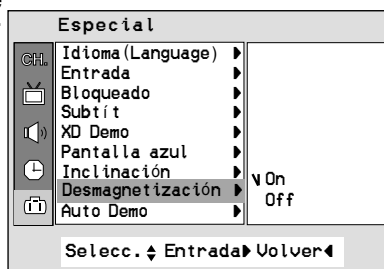 Especial
CH.
Idioma(Language)
Entrada
Bloqueado
Subtít
XD Demo
Pantalla azul
Inclinación
Desmagnetización
Auto Demo
On
Off
Selecc. Entrada Volver